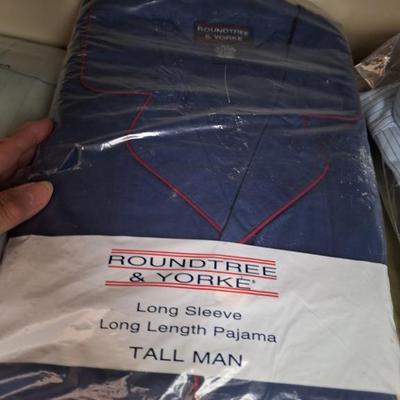 ROUNDTREE
& YORKE
ROUNDTREE
& YORKE®
Long Sleeve
Long Length Pajama
TALL MAN